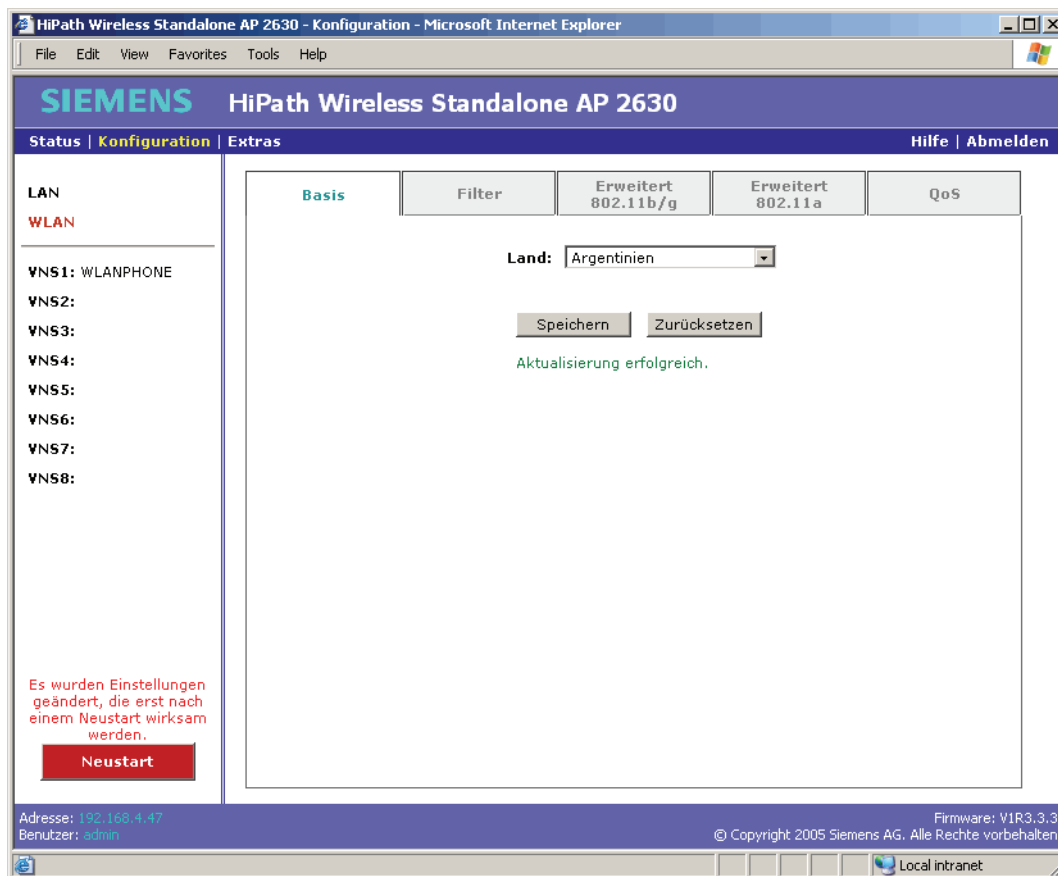 HiPath Wireless Standalone AP 2630 - Konfiguration - Microsoft Internet Explorer
File Edit View Favorites Tools Help
SIEMENS HiPath Wireless Standalone AP 2630
Status | Konfiguration | Extras
Hilfe | Abmelden
LAN
WLAN
VNS1: WLANPHONE
VNS2:
VNS3:
VNS4:
VNS5:
VNS6:
VNS7:
VNS8:
Es wurden Einstellungen
geändert, die erst nach
einem Neustart wirksam
werden.
Neustart
Basis
Filter
Erweitert
802.11b/g
Erweitert
802.11a
QoS
Land: Argentinien
Speichern
Zurücksetzen
Aktualisierung erfolgreich.
Adresse: 192.168.4.47
Benutzer: admin
Firmware: V1R3.3.3
© Copyright 2005 Siemens AG. Alle Rechte vorbehalten
Local intranet